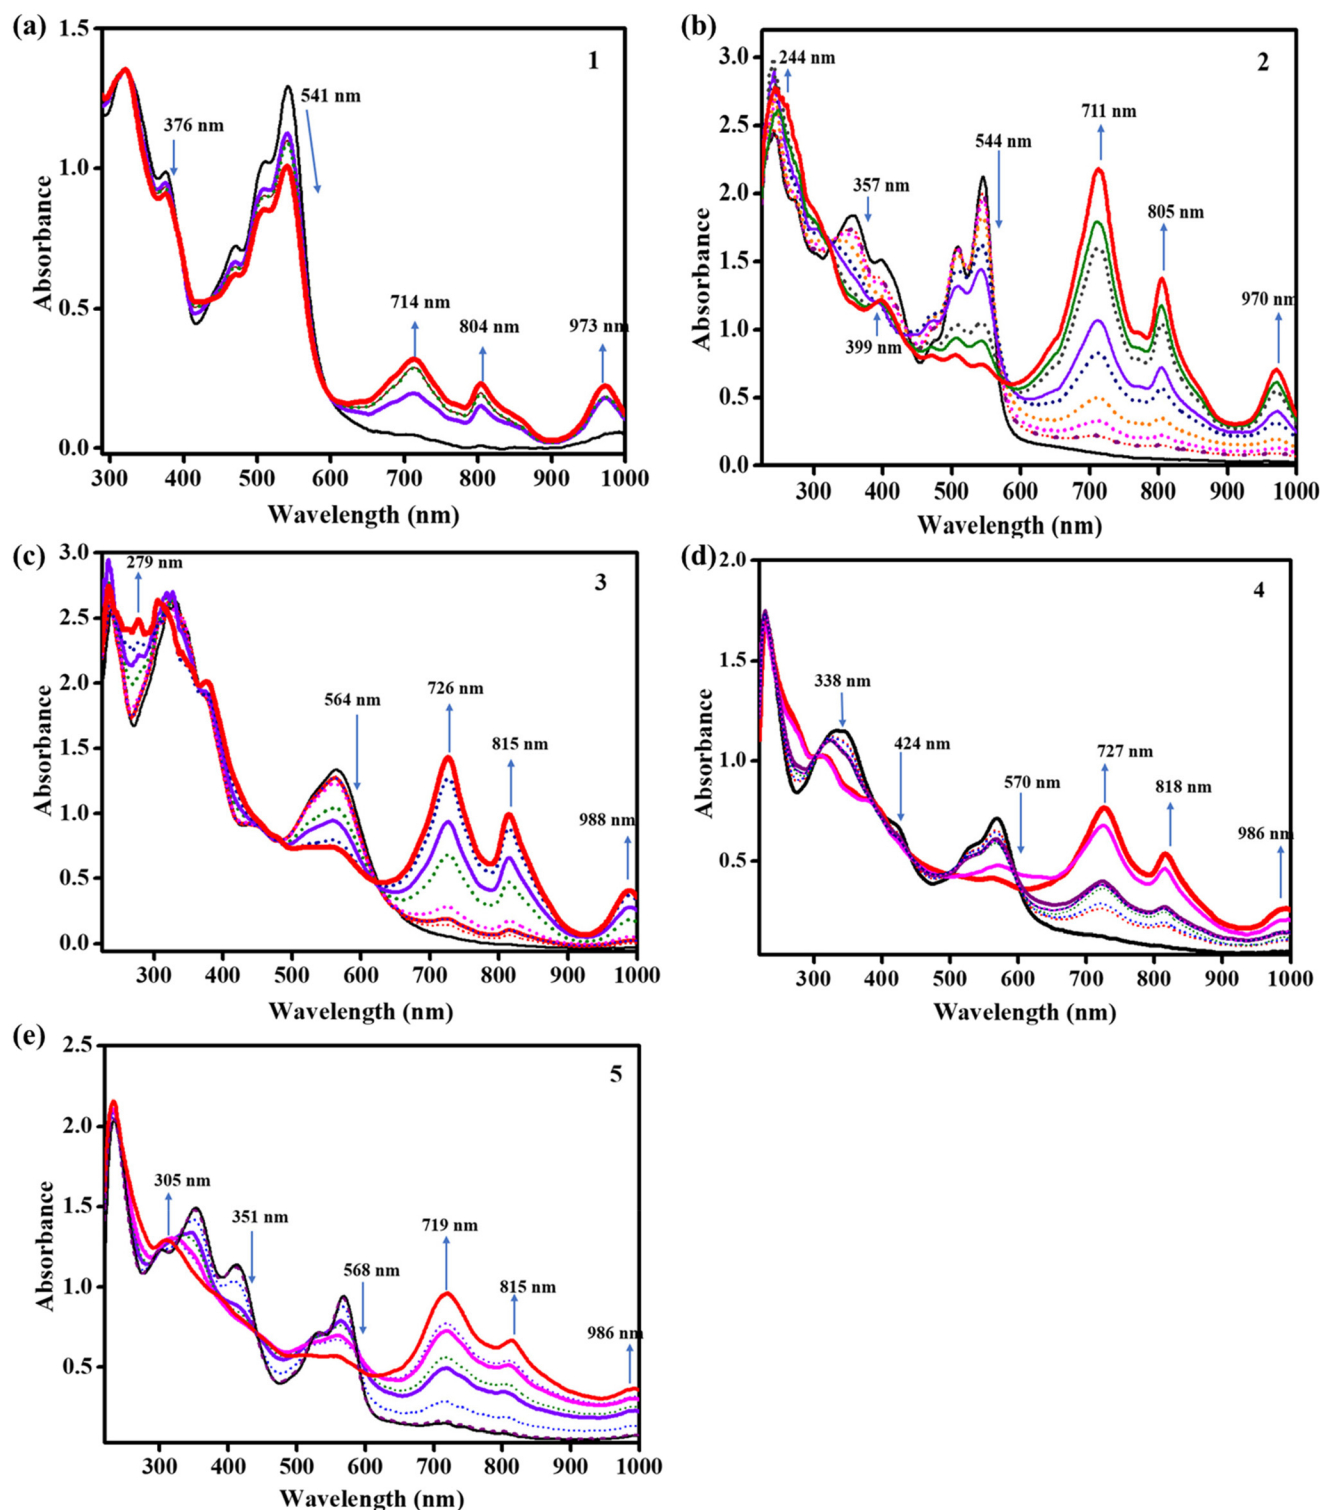 (a)
1
1.5
1.0
0.5
0.0
Absorbance
376 nm
541 nm
714 nm
804 nm
973 nm
300 400 500 600 700 800 900 1000
Wavelength (nm)
(b)
2
3.0
2.5
2.0
1.5
1.0
0.5
0.0
Absorbance
244 nm
357 nm
399 nm
544 nm
711 nm
805 nm
970 nm
300 400 500 600 700 800 900 1000
Wavelength (nm)
(c)
3
3.0
2.5
2.0
1.5
1.0
0.5
0.0
Absorbance
279 nm
564 nm
726 nm
815 nm
988 nm
300 400 500 600 700 800 900 1000
Wavelength (nm)
(d)
4
2.0
1.5
1.0
0.5
Absorbance
338 nm
424 nm
570 nm
727 nm
818 nm
986 nm
300 400 500 600 700 800 900 1000
Wavelength (nm)
(e)
5
2.5
2.0
1.5
1.0
0.5
Absorbance
305 nm
351 nm
568 nm
719 nm
815 nm
986 nm
300 400 500 600 700 800 900 1000
Wavelength (nm)